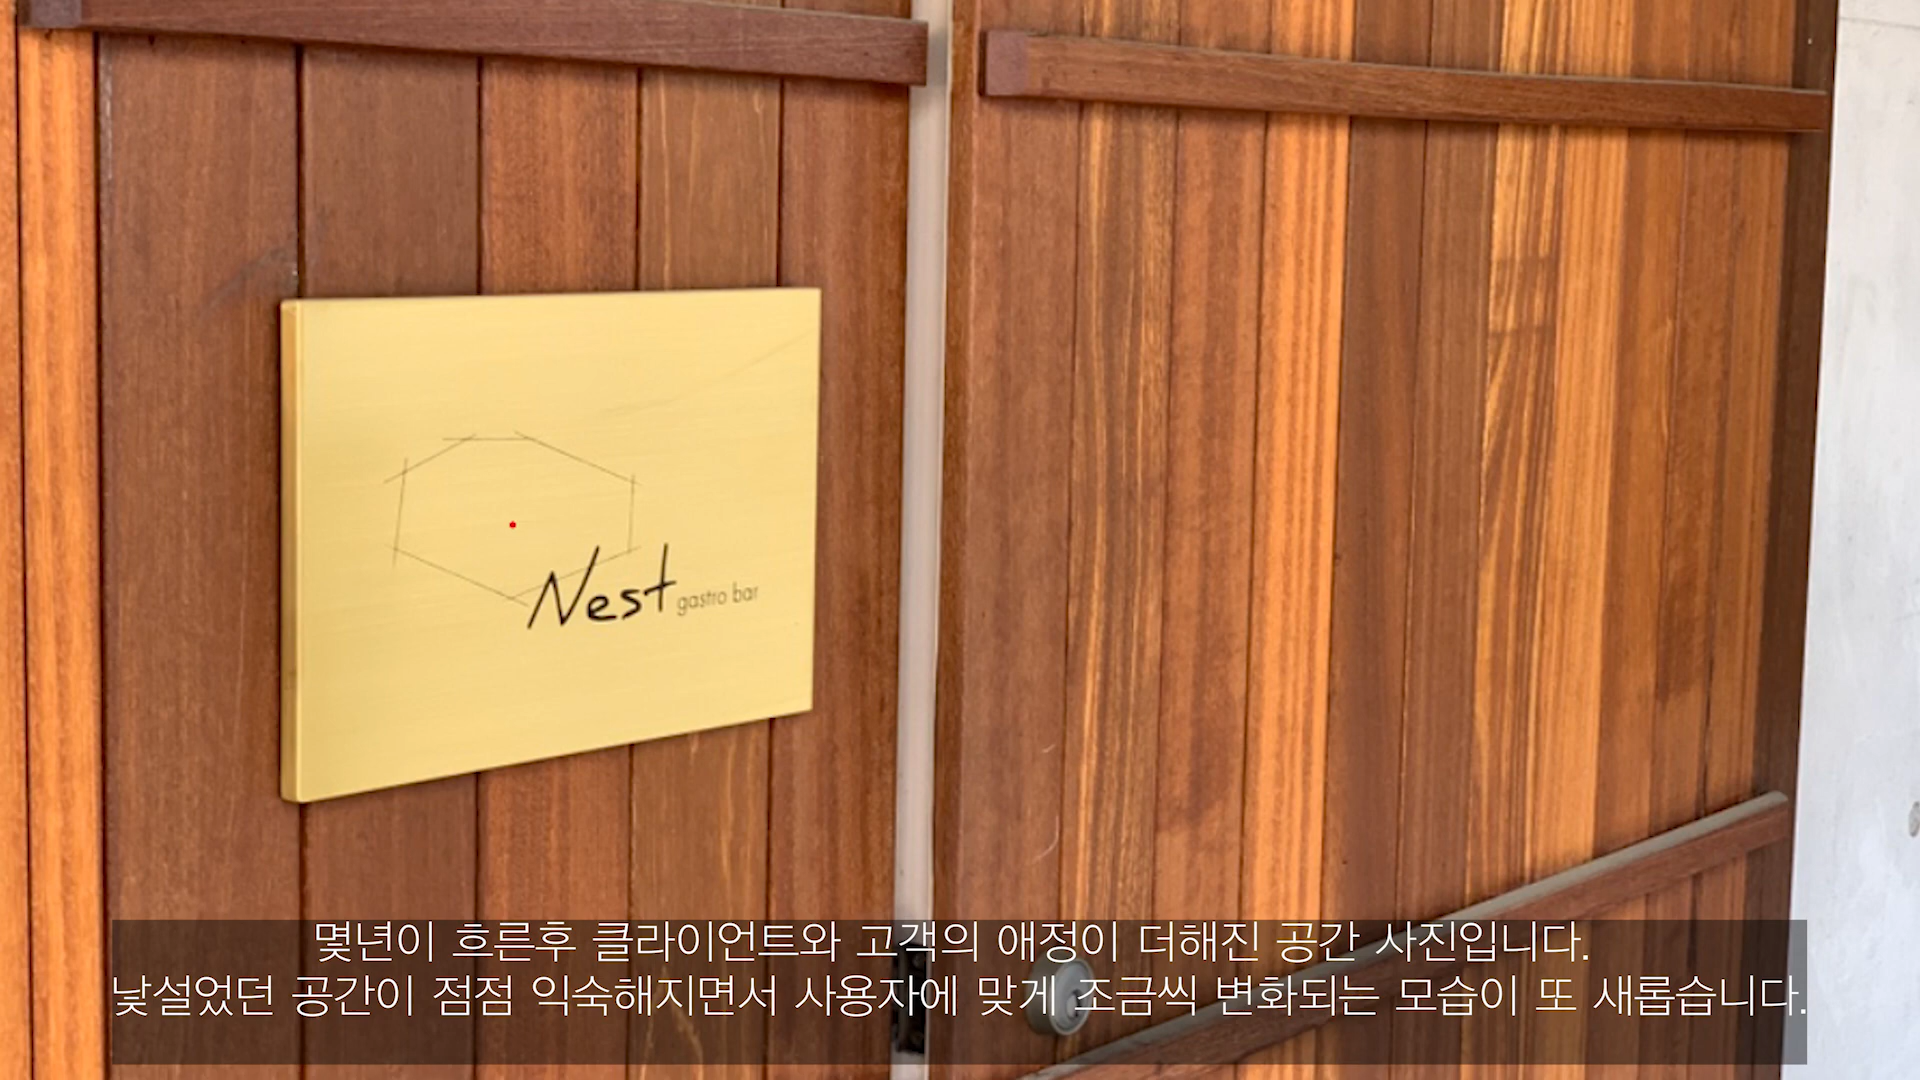 Nest gastro bar
몇년이 흐른후 클라이언트와 고객의 애정이 더해진 공간 사진입니다.
낯설었던 공간이 점점 익숙해지면서 사용자에 맞게 조금씩 변화되는 모습이 또 새롭습니다.